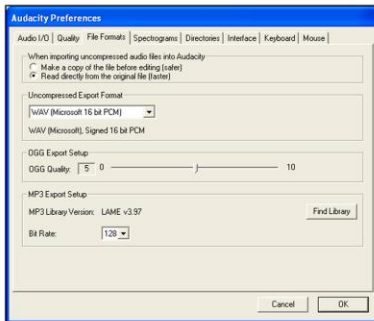 Audacity Preferences
Audio I/O Quality File Formats Spectrograms Directories Interface Keyboard Mouse
When importing uncompressed audio files into Audacity
Make a copy of the file before editing (safer)
Read directly from the original file (faster)
Uncompressed Export Format
WAV (Microsoft 16 bit PCM)
WAV (Microsoft), Signed 16 bit PCM
OGG Export Setup
OGG Quality: 5 0 10
MP3 Export Setup
MP3 Library Version: LAME v3.97 Find Library
Bit Rate: 128
Cancel OK